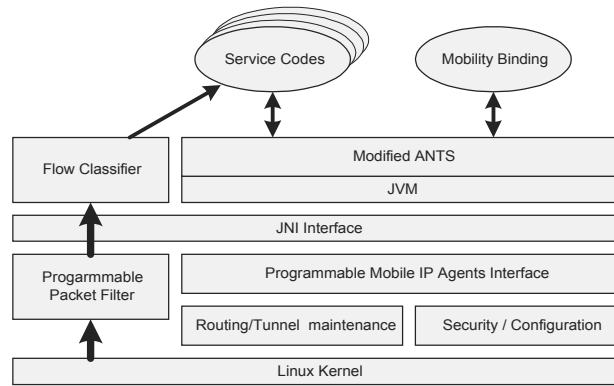 Service Codes
Mobility Binding
Flow Classifier
Modified ANTS
JVM
JNI Interface
Progarmmable
Packet Filter
Programmable Mobile IP Agents Interface
Routing/Tunnel maintenance
Security / Configuration
Linux Kernel